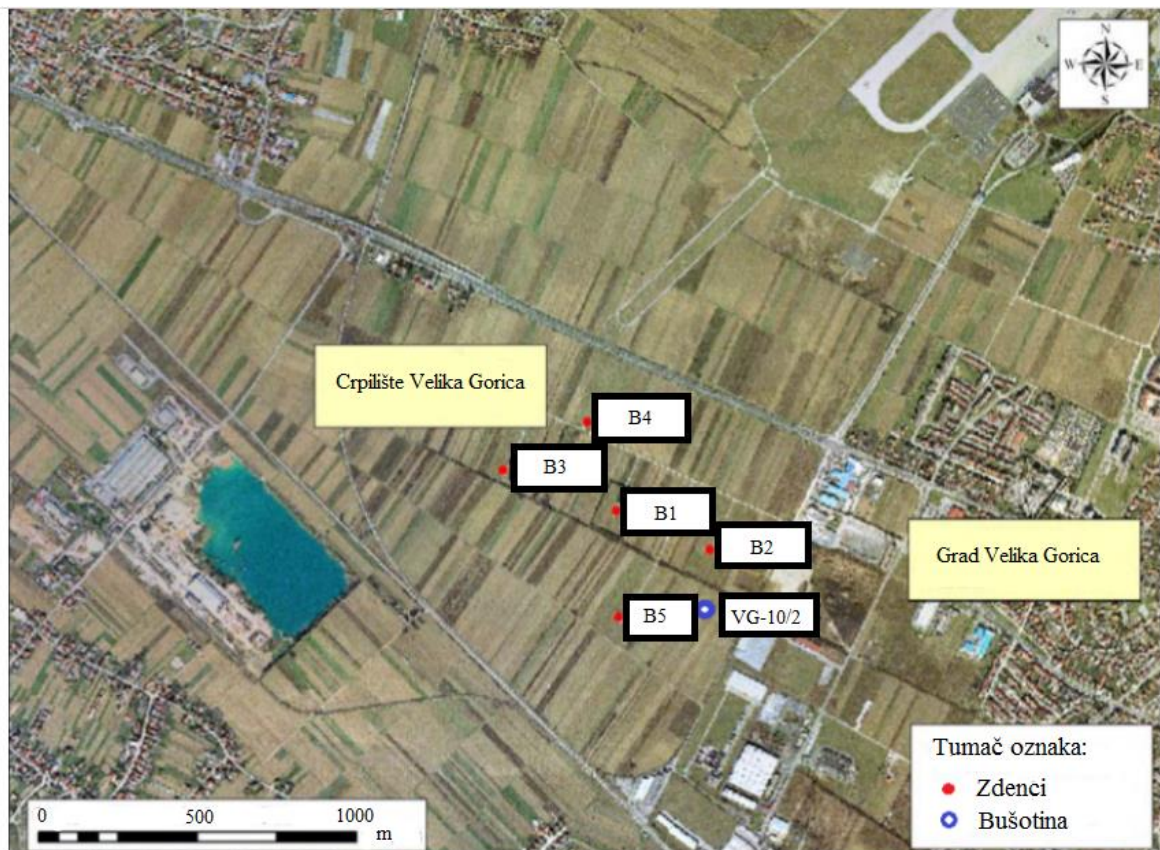 N
W E
S
Crpilište Velika Gorica
B4
B3
B1
B2
Grad Velika Gorica
B5
VG-10/2
Tumač oznaka:
Zdenci
Bušotina
0 500 1000
m